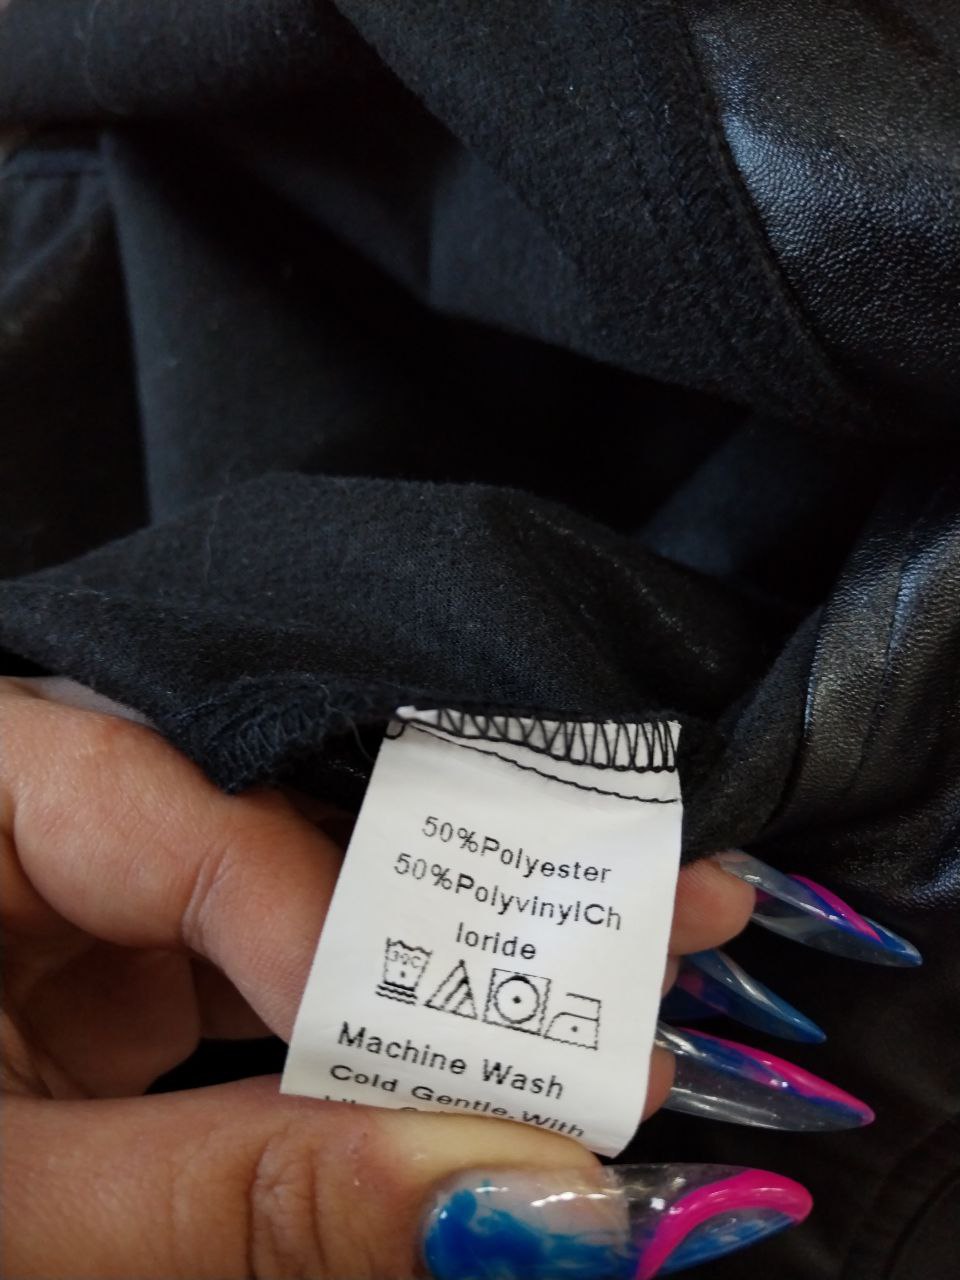 50%Polyester
50%PolyvinylCh
loride
30C
Machine Wash
Cold Gentle.With